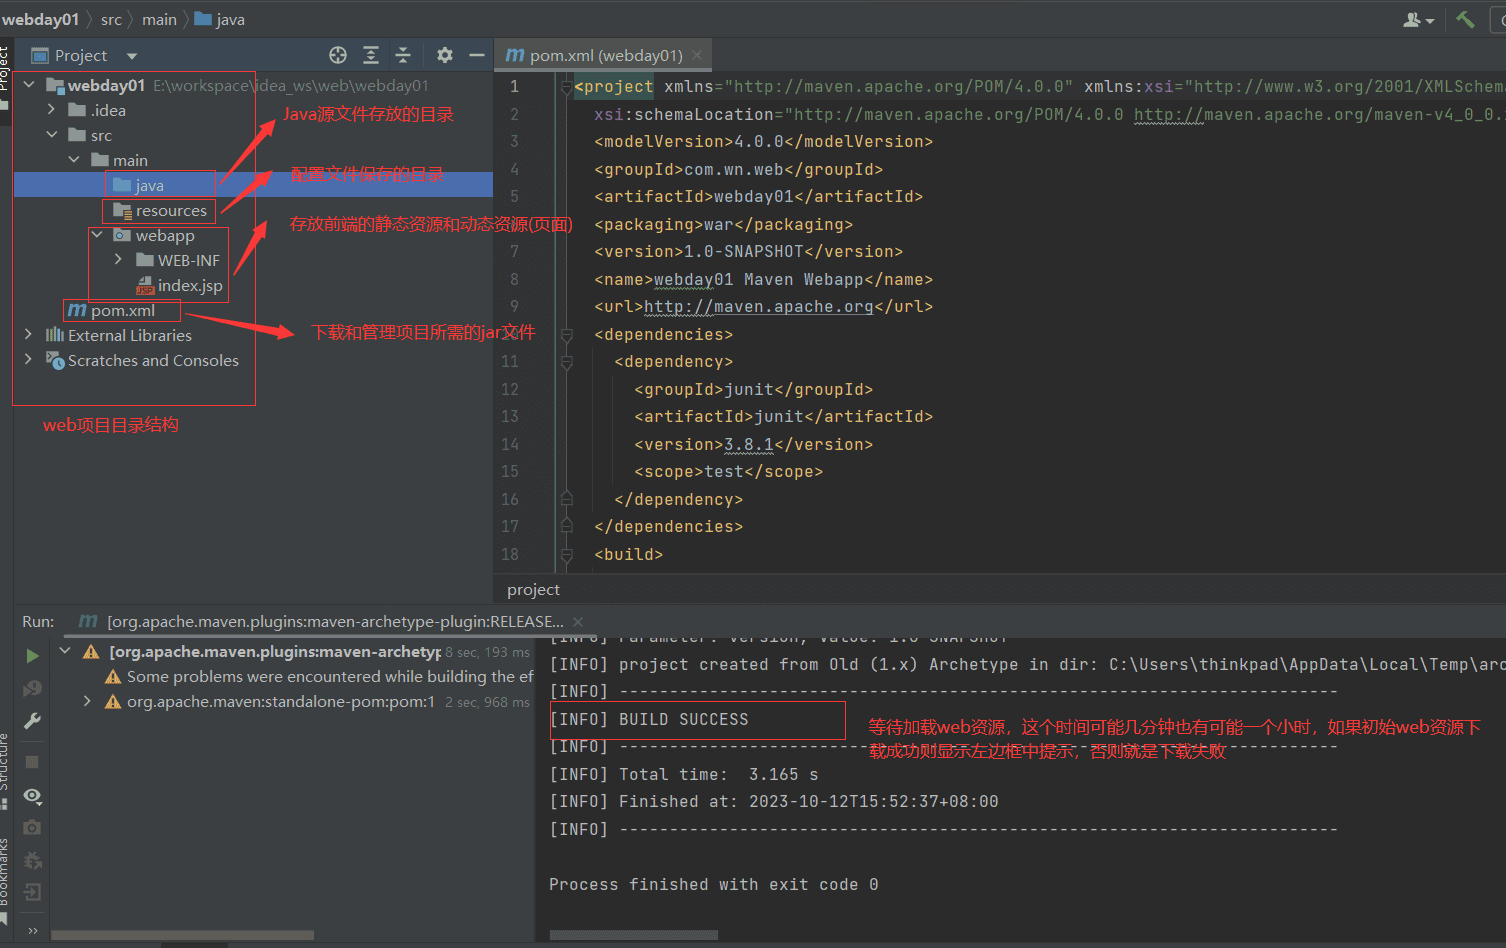 webday01 src main java
Project
Project
webday01 E:\workspace\idea_ws\web\webday01
.idea
Java源文件存放的目录
src
main
配置文件保存的目录
java
resources
存放前端的静态资源和动态资源(页面)
webapp
WEB-INF
index.jsp
pom.xml
下载和管理项目所需的jar文件
External Libraries
Scratches and Consoles
web项目目录结构
pom.xml (webday01)
1 <project xmlns="http://maven.apache.org/POM/4.0.0" xmlns:xsi="http://www.w3.org/2001/XMLSchema
2 xsi:schemaLocation="http://maven.apache.org/POM/4.0.0 http://maven.apache.org/maven-v4_0_0.
3 <modelVersion>4.0.0</modelVersion>
4 <groupId>com.wn.web</groupId>
5 <artifactId>webday01</artifactId>
<packaging>war</packaging>
7 <version>1.0-SNAPSHOT</version>
8 <name>webday01 Maven Webapp</name>
9 <url>http://maven.apache.org</url>
10 <dependencies>
11 <dependency>
12 <groupId>junit</groupId>
13 <artifactId>junit</artifactId>
14 <version>3.8.1</version>
15 <scope>test</scope>
16 </dependency>
17 </dependencies>
18 <build>
project
Run: [org.apache.maven.plugins:maven-archetype-plugin:RELEASE...
[org.apache.maven.plugins:maven-archetyp 8 sec, 193 ms
Some problems were encountered while building the ef
org.apache.maven:standalone-pom:pom:1 2 sec, 968 ms
Structure
Bookmarks
[INFO] Parameter: version, Value: 1.0-SNAPSHOT
[INFO] project created from Old (1.x) Archetype in dir: C:\Users\thinkpad\AppData\Local\Temp\arc
[INFO] ------------------------------------------------------------------------
[INFO] BUILD SUCCESS
等待加载web资源，这个时间可能几分钟也有可能一个小时，如果初始web资源下
载成功则显示左边框中提示，否则就是下载失败
[INFO] ------------------------------------------------------------------------
[INFO] Total time:  3.165 s
[INFO] Finished at: 2023-10-12T15:52:37+08:00
[INFO] ------------------------------------------------------------------------
Process finished with exit code 0